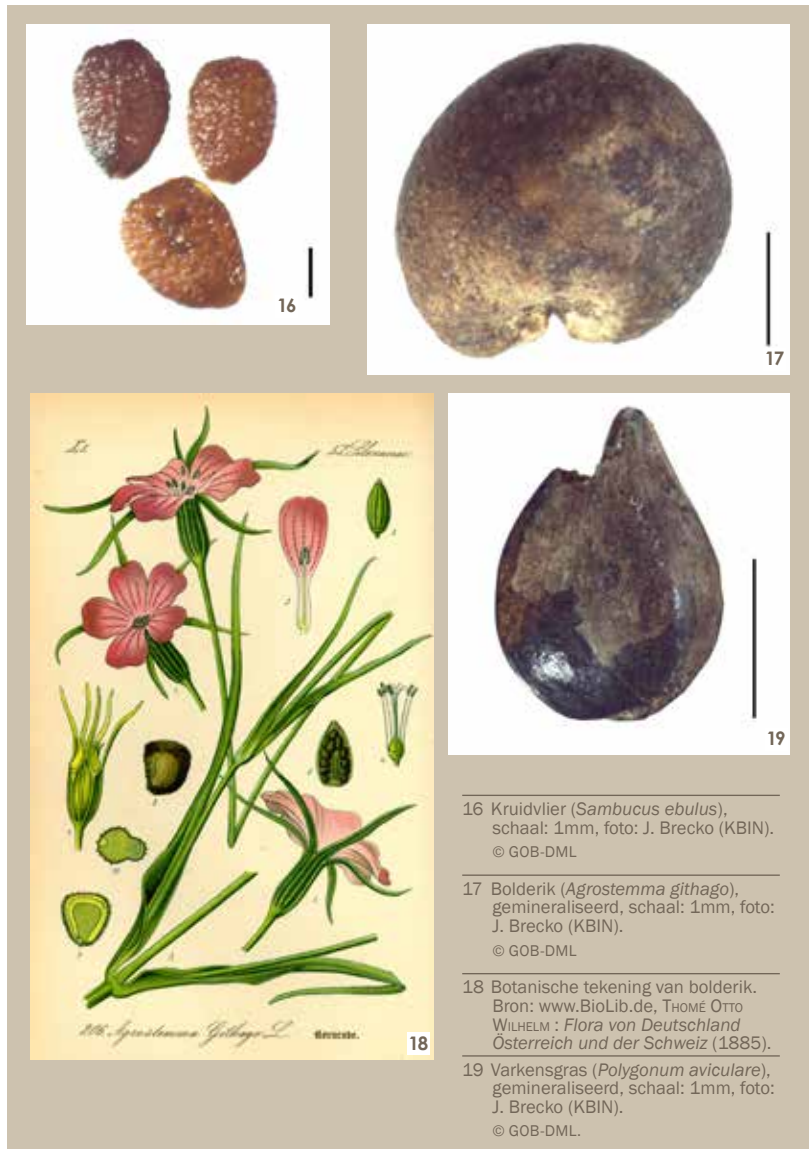 16
17
18
19
206. Agrostemma Githago L. Kornrade.
16 Kruidvlier (Sambucus ebulus),
schaal: 1mm, foto: J. Brecko (KBIN).
© GOB-DML
17 Bolderik (Agrostemma githago),
gemineraliseerd, schaal: 1mm, foto:
J. Brecko (KBIN).
© GOB-DML
18 Botanische tekening van bolderik.
Bron: www.BioLib.de, Thomé Otto
Wilhelm : Flora von Deutschland
Österreich und der Schweiz (1885).
19 Varkensgras (Polygonum aviculare),
gemineraliseerd, schaal: 1mm, foto:
J. Brecko (KBIN).
© GOB-DML.